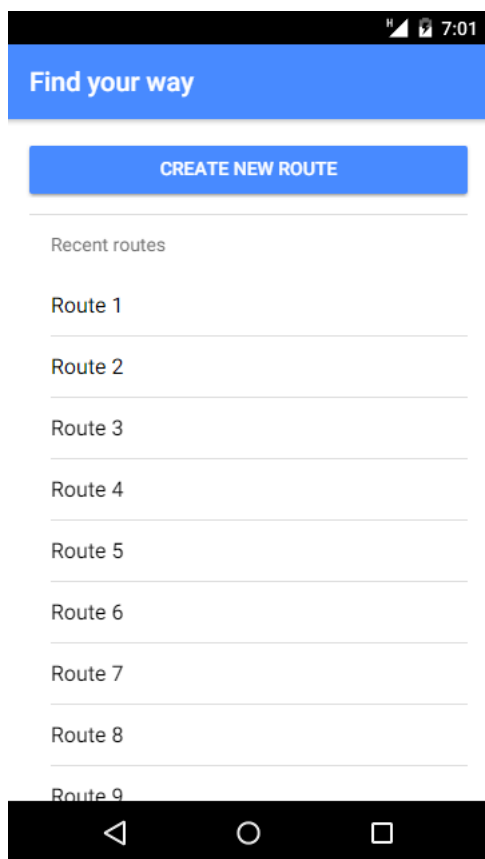 H 7:01
Find your way
CREATE NEW ROUTE
Recent routes
Route 1
Route 2
Route 3
Route 4
Route 5
Route 6
Route 7
Route 8
Route 9